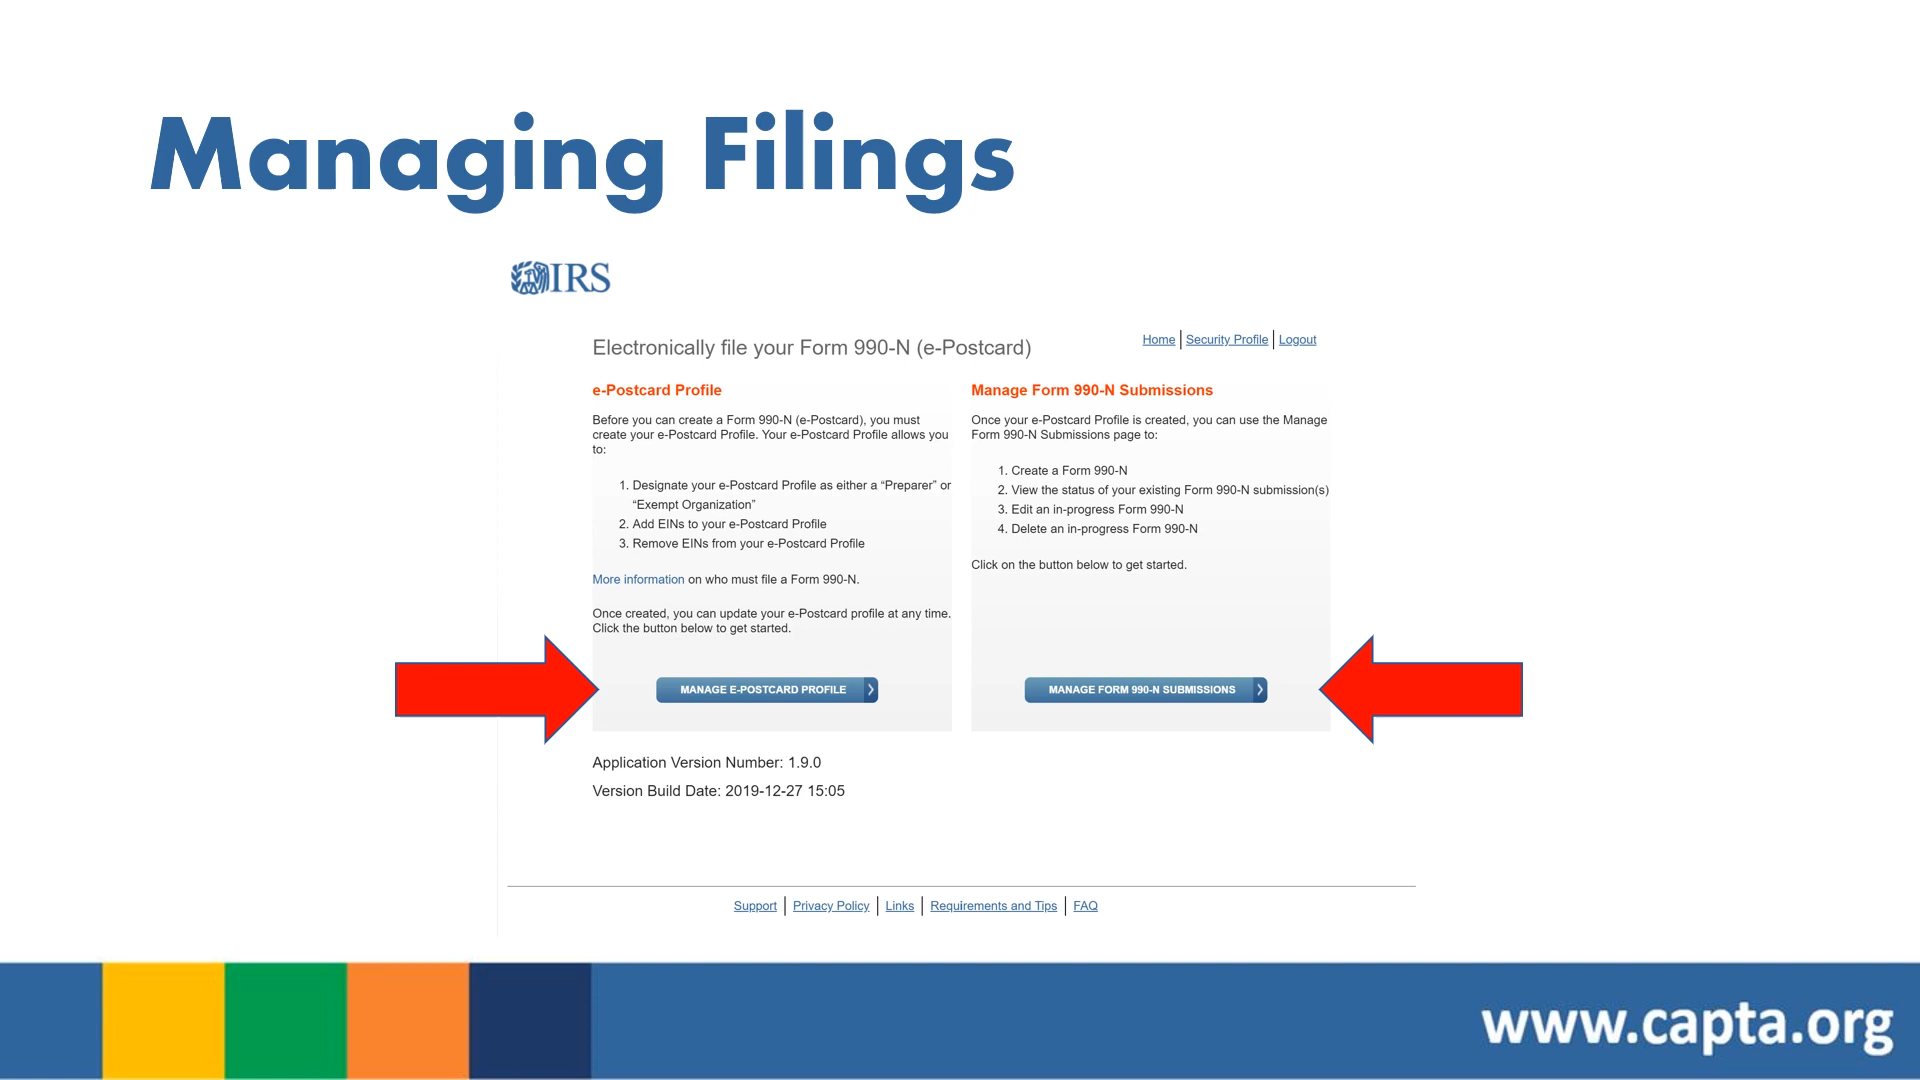 Managing Filings
IRS
Electronically file your Form 990-N (e-Postcard)
Home | Security Profile | Logout
e-Postcard Profile
Before you can create a Form 990-N (e-Postcard), you must
create your e-Postcard Profile. Your e-Postcard Profile allows you
to:
1. Designate your e-Postcard Profile as either a “Preparer” or
“Exempt Organization”
2. Add EINs to your e-Postcard Profile
3. Remove EINs from your e-Postcard Profile
More information on who must file a Form 990-N.
Once created, you can update your e-Postcard profile at any time.
Click the button below to get started.
MANAGE E-POSTCARD PROFILE
Manage Form 990-N Submissions
Once your e-Postcard Profile is created, you can use the Manage
Form 990-N Submissions page to:
1. Create a Form 990-N
2. View the status of your existing Form 990-N submission(s)
3. Edit an in-progress Form 990-N
4. Delete an in-progress Form 990-N
Click on the button below to get started.
MANAGE FORM 990-N SUBMISSIONS
Application Version Number: 1.9.0
Version Build Date: 2019-12-27 15:05
Support | Privacy Policy | Links | Requirements and Tips | FAQ
www.capta.org